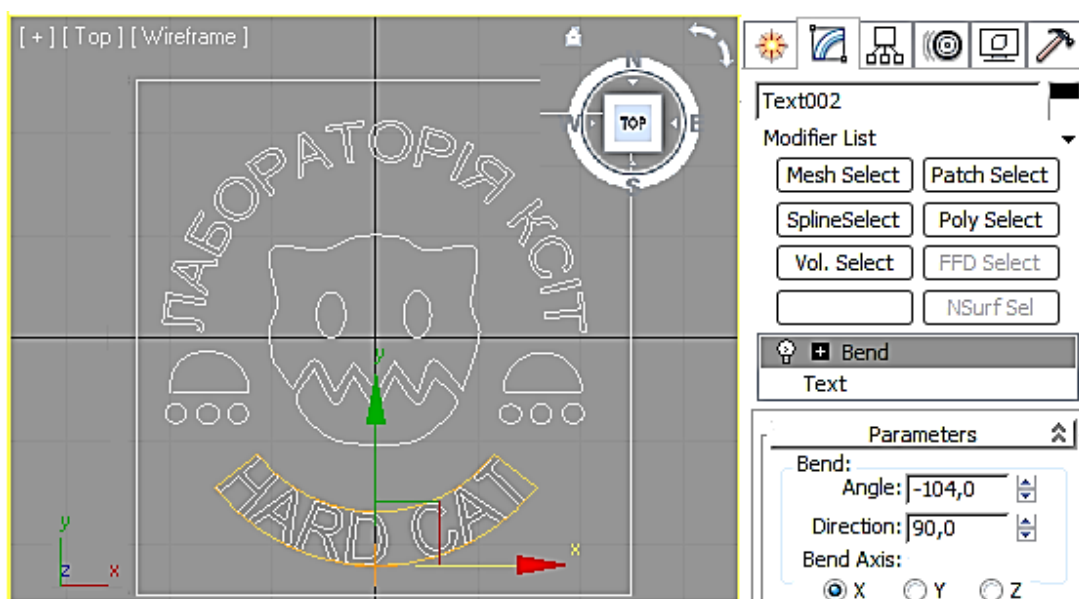 [ + ] [ Top ] [ Wireframe ]
N
TOP
E
S
ЛАБОРАТОРІЯ КСІТ
HARD CAT
y
x
y
z
x
Text002
Modifier List
Mesh Select
Patch Select
SplineSelect
Poly Select
Vol. Select
FFD Select
NSurf Sel
Bend
Text
Parameters
Bend:
Angle: -104,0
Direction: 90,0
Bend Axis:
X Y Z